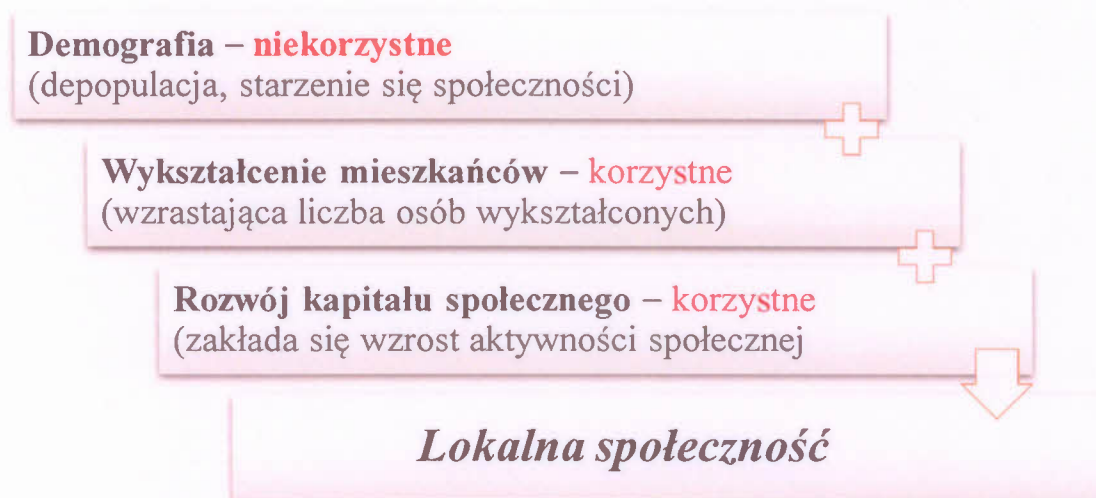 Demografia – niekorzystne
(depopulacja, starzenie się społeczności)
Wykształcenie mieszkańców – korzystne
(wzrastająca liczba osób wykształconych)
Rozwój kapitału społecznego – korzystne
(zakłada się wzrost aktywności społecznej
Lokalna społeczność